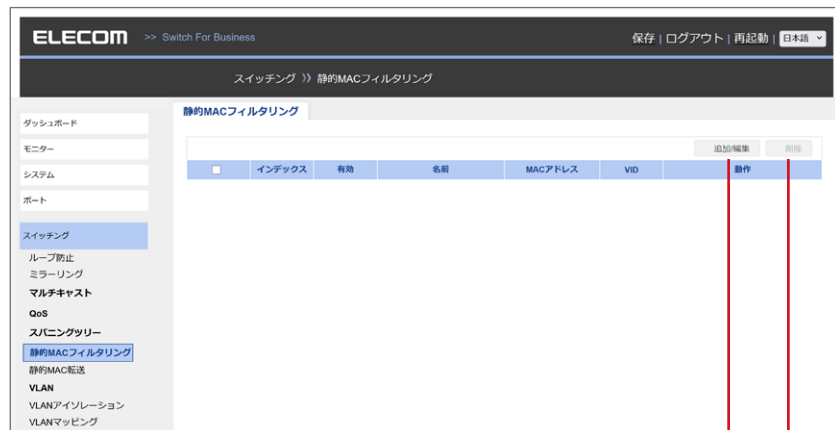 ELECOM >> Switch For Business 保存 | ログアウト | 再起動 | 日本語
スイッチング 》 静的MACフィルタリング
静的MACフィルタリング
ダッシュボード
モニター
システム
ポート
スイッチング
ループ防止
ミラーリング
マルチキャスト
QoS
スパニングツリー
静的MACフィルタリング
静的MAC転送
VLAN
VLANアイソレーション
VLANマッピング
追加/編集 削除
インデックス 有効 名前 MACアドレス VID 動作